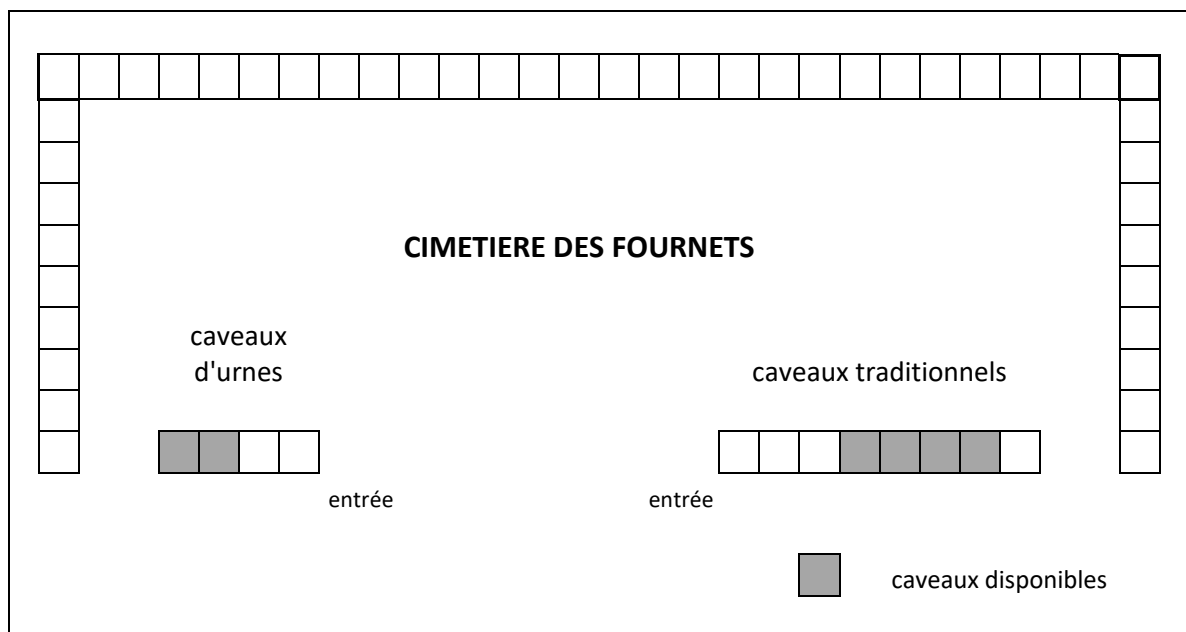 CIMETIERE DES FOURNETS
caveaux
d'urnes
caveaux traditionnels
entrée
entrée
caveaux disponibles